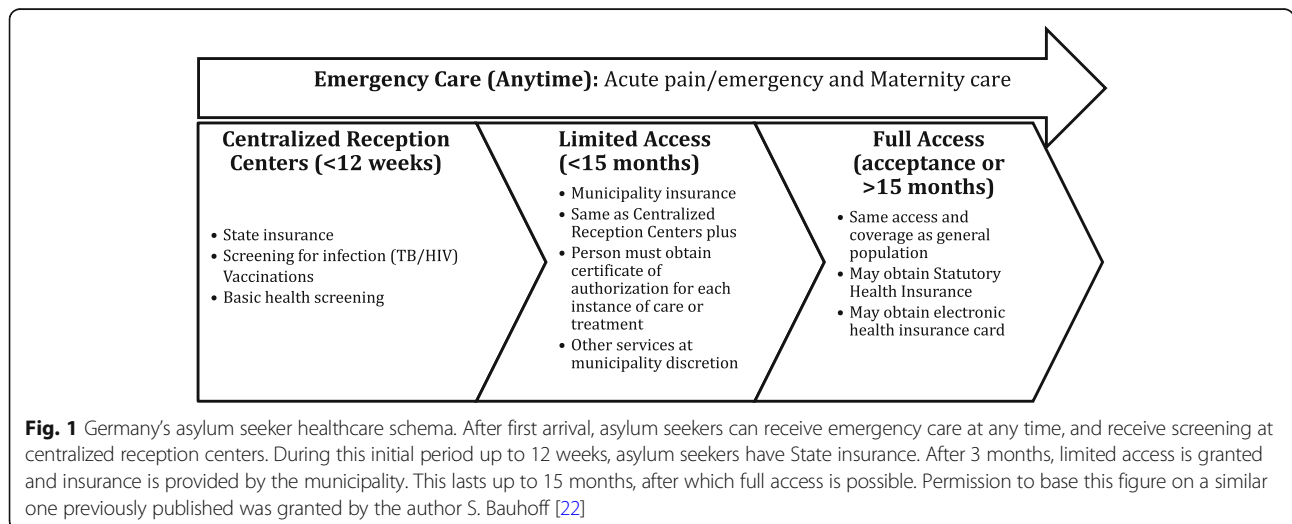 Emergency Care (Anytime): Acute pain/emergency and Maternity care
Centralized Reception
Centers (<12 weeks)
• State insurance
• Screening for infection (TB/HIV)
Vaccinations
• Basic health screening
Limited Access
(<15 months)
• Municipality insurance
• Same as Centralized
Reception Centers plus
• Person must obtain
certificate of
authorization for each
instance of care or
treatment
• Other services at
municipality discretion
Full Access
(acceptance or
>15 months)
• Same access and
coverage as general
population
• May obtain Statutory
Health Insurance
• May obtain electronic
health insurance card
Fig. 1 Germany's asylum seeker healthcare schema. After first arrival, asylum seekers can receive emergency care at any time, and receive screening at
centralized reception centers. During this initial period up to 12 weeks, asylum seekers have State insurance. After 3 months, limited access is granted
and insurance is provided by the municipality. This lasts up to 15 months, after which full access is possible. Permission to base this figure on a similar
one previously published was granted by the author S. Bauhoff [22]